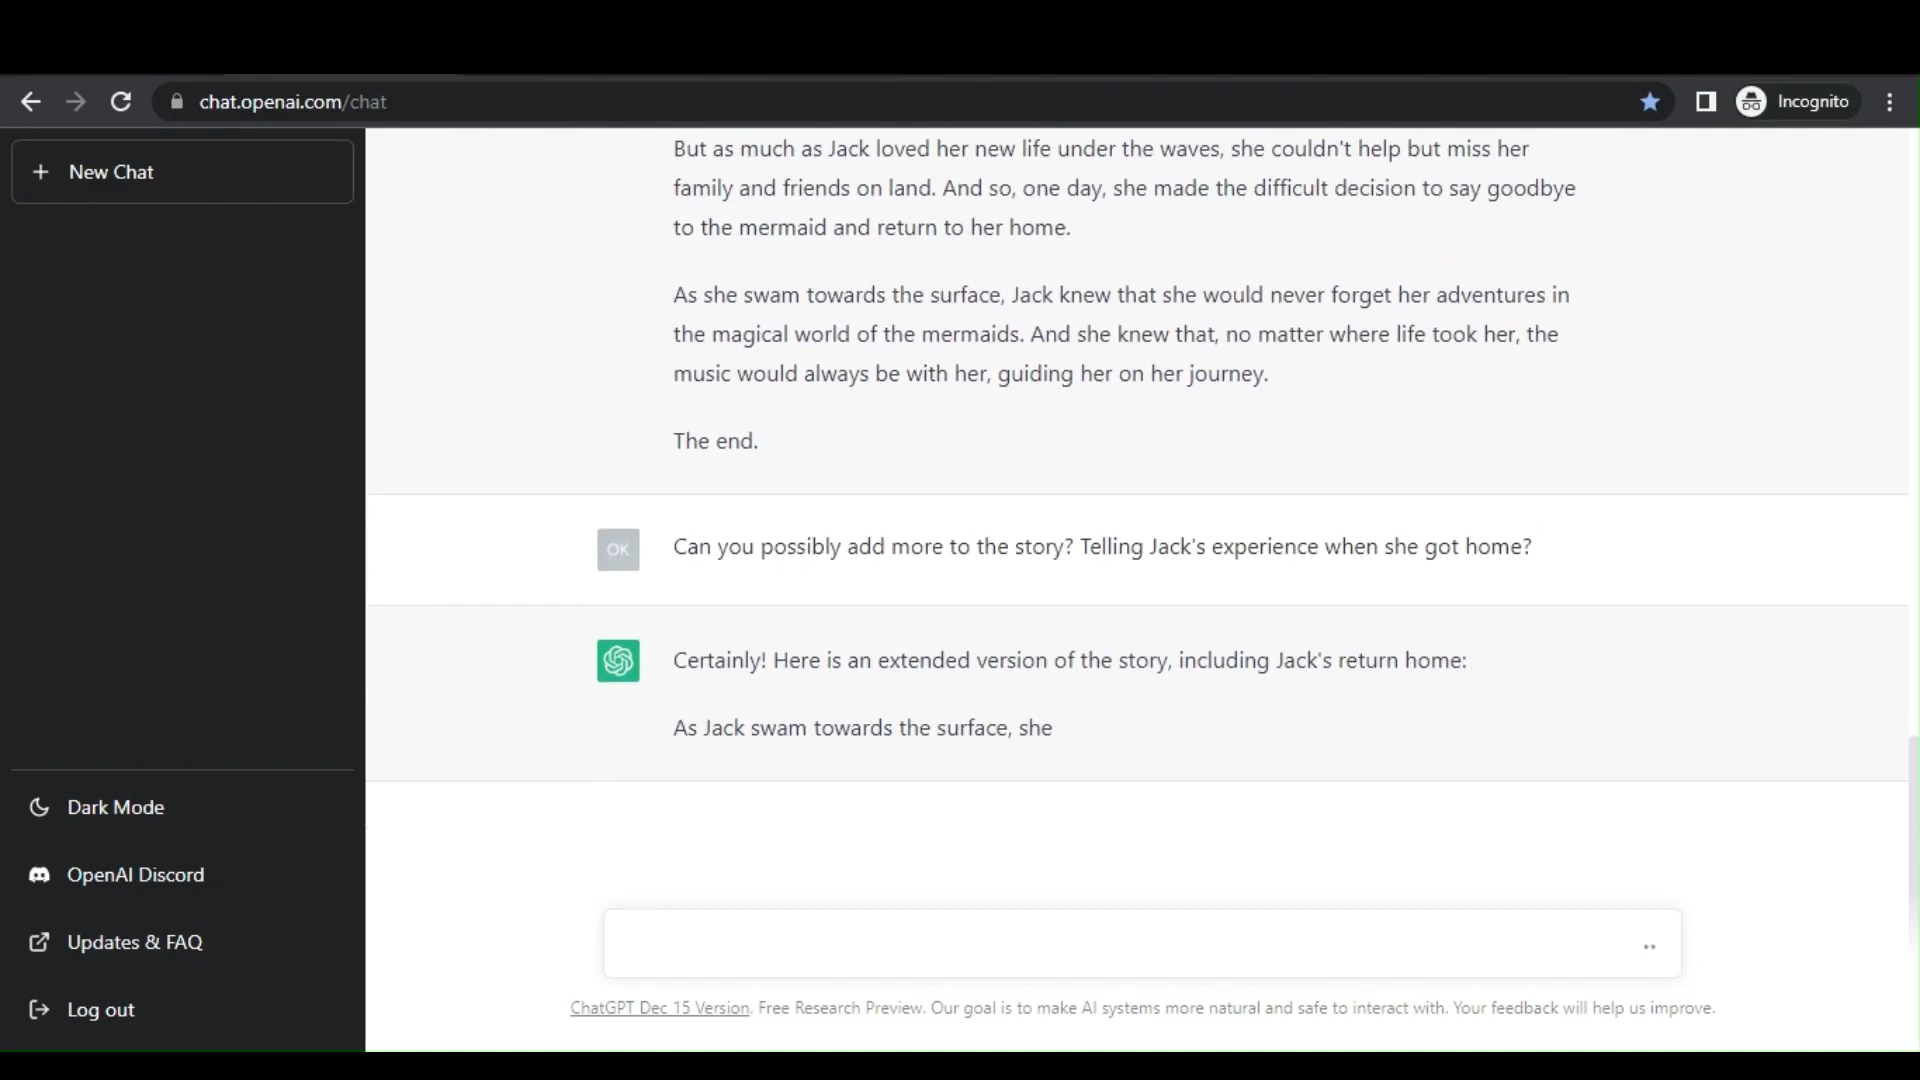 chat.openai.com/chat
Incognito
New Chat
But as much as Jack loved her new life under the waves, she couldn't help but miss her
family and friends on land. And so, one day, she made the difficult decision to say goodbye
to the mermaid and return to her home.
As she swam towards the surface, Jack knew that she would never forget her adventures in
the magical world of the mermaids. And she knew that, no matter where life took her, the
music would always be with her, guiding her on her journey.
The end.
OK
Can you possibly add more to the story? Telling Jack's experience when she got home?
Certainly! Here is an extended version of the story, including Jack's return home:
As Jack swam towards the surface, she
Dark Mode
OpenAI Discord
Updates & FAQ
Log out
ChatGPT Dec 15 Version. Free Research Preview. Our goal is to make AI systems more natural and safe to interact with. Your feedback will help us improve.